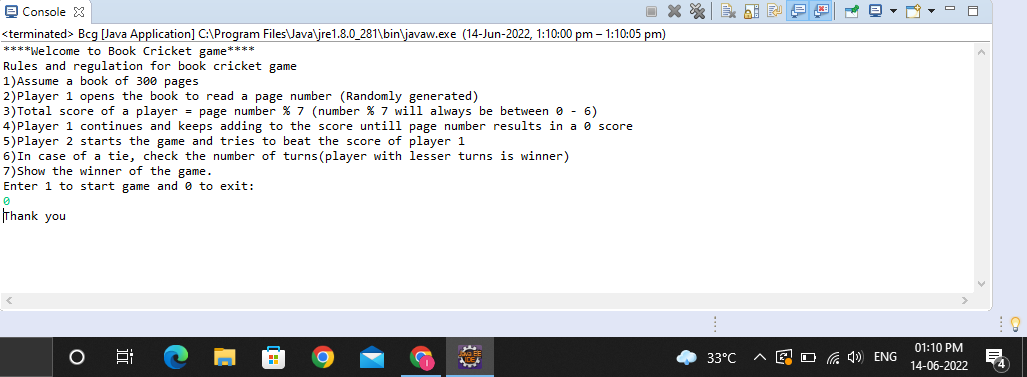 Console
<terminated> Bcg [Java Application] C:\Program Files\Java\jre1.8.0_281\bin\javaw.exe (14-Jun-2022, 1:10:00 pm – 1:10:05 pm)
****Welcome to Book Cricket game****
Rules and regulation for book cricket game
1)Assume a book of 300 pages
2)Player 1 opens the book to read a page number (Randomly generated)
3)Total score of a player = page number % 7 (number % 7 will always be between 0 - 6)
4)Player 1 continues and keeps adding to the score untill page number results in a 0 score
5)Player 2 starts the game and tries to beat the score of player 1
6)In case of a tie, check the number of turns(player with lesser turns is winner)
7)Show the winner of the game.
Enter 1 to start game and 0 to exit:
0
Thank you
Java EE
IDE
33°C
ENG
01:10 PM
14-06-2022
4